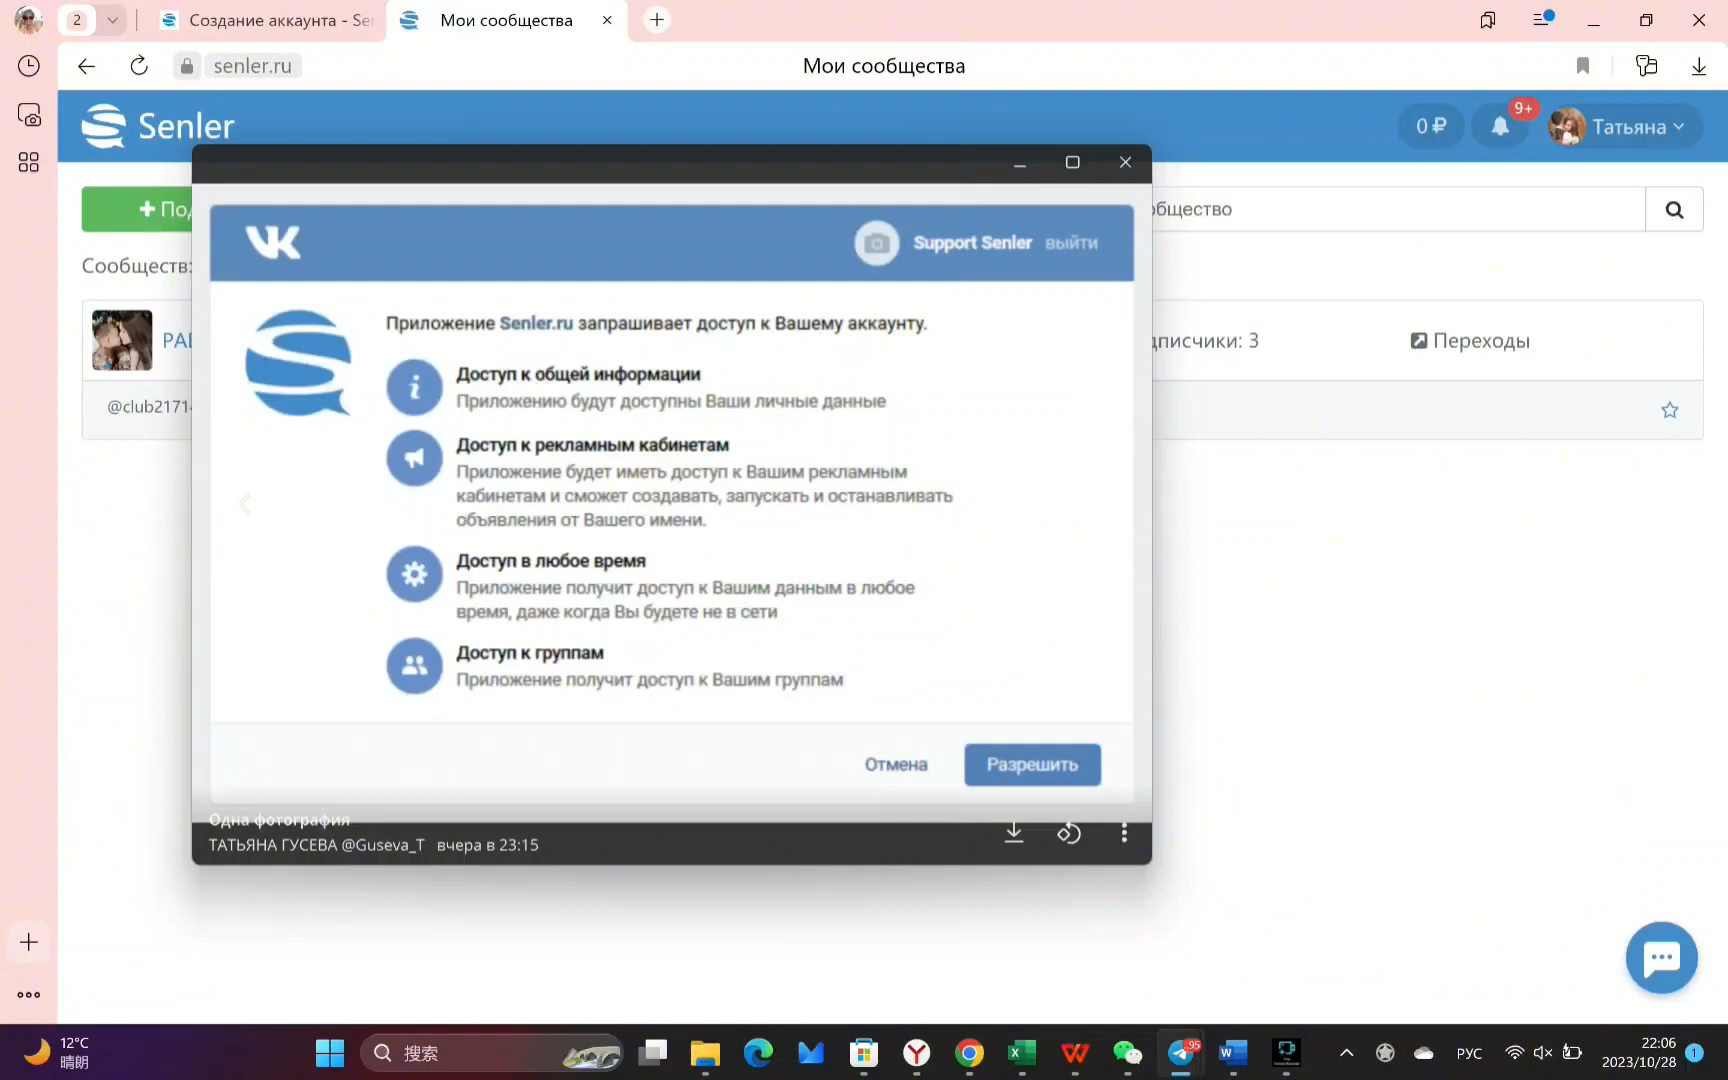 2
Создание аккаунта - Sen
Мои сообщества
senler.ru
Мои сообщества
Senler
0 ₽
9+
Татьяна
бщество
Сообществ:
VK
Support Senler выйти
Приложение Senler.ru запрашивает доступ к Вашему аккаунту.
Доступ к общей информации
Приложению будут доступны Ваши личные данные
Доступ к рекламным кабинетам
Приложение будет иметь доступ к Вашим рекламным
кабинетам и сможет создавать, запускать и останавливать
объявления от Вашего имени.
Доступ в любое время
Приложение получит доступ к Вашим данным в любое
время, даже когда Вы будете не в сети
Доступ к группам
Приложение получит доступ к Вашим группам
Отмена
Разрешить
писчики: 3
Переходы
@club2171
Одна фотография
ТАТЬЯНА ГУСЕВА @Guseva_T вчера в 23:15
12°C
晴朗
搜索
95
РУС
22:06
2023/10/28
1